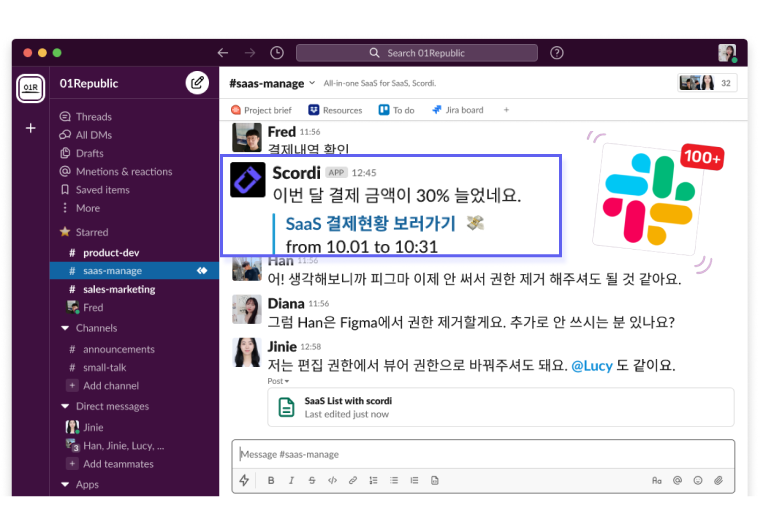 Search 01Republic
01R
01Republic
Threads
All DMs
Drafts
Mnetions & reactions
Saved items
More
Starred
# product-dev
# saas-manage
# sales-marketing
Fred
Channels
# announcements
# small-talk
+ Add channel
Direct messages
Jinie
3 Han, Jinie, Lucy, ...
+ Add teammates
Apps
#saas-manage All-in-one SaaS for SaaS, Scordi.
32
Project brief Resources To do Jira board +
Fred 11:56
결제내역 확인
Scordi APP 12:45
이번 달 결제 금액이 30% 늘었네요.
SaaS 결제현황 보러가기
from 10.01 to 10:31
100+
Han 11:56
어! 생각해보니까 피그마 이제 안 써서 권한 제거 해주셔도 될 것 같아요.
Diana 11:56
그럼 Han은 Figma에서 권한 제거할게요. 추가로 안 쓰시는 분 있나요?
Jinie 12:58
저는 편집 권한에서 뷰어 권한으로 바꿔주셔도 돼요. @Lucy 도 같이요.
Post
SaaS List with scordi
Last edited just now
Message #saas-manage
B I S
Aa